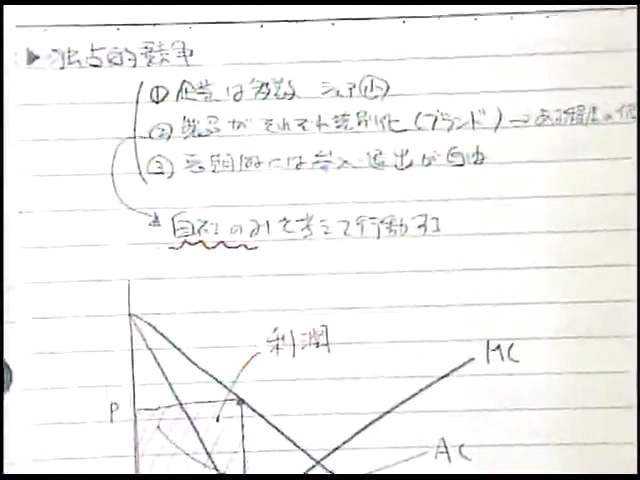 ▶ 独占的競争
① 企業は多数 シェア小
② 製品がそれぞれ差別化(ブランド)⇒ ある程度の
③ 長期的には参入退出が自由
自社のみを考えて行動する
利潤
MC
P
AC